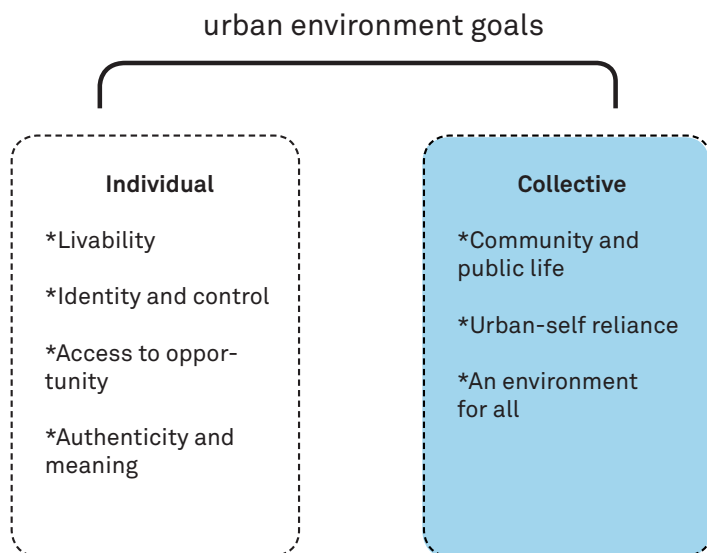 urban environment goals
Individual
*Livability
*Identity and control
*Access to oppor-
tunity
*Authenticity and
meaning
Collective
*Community and
public life
*Urban-self reliance
*An environment
for all